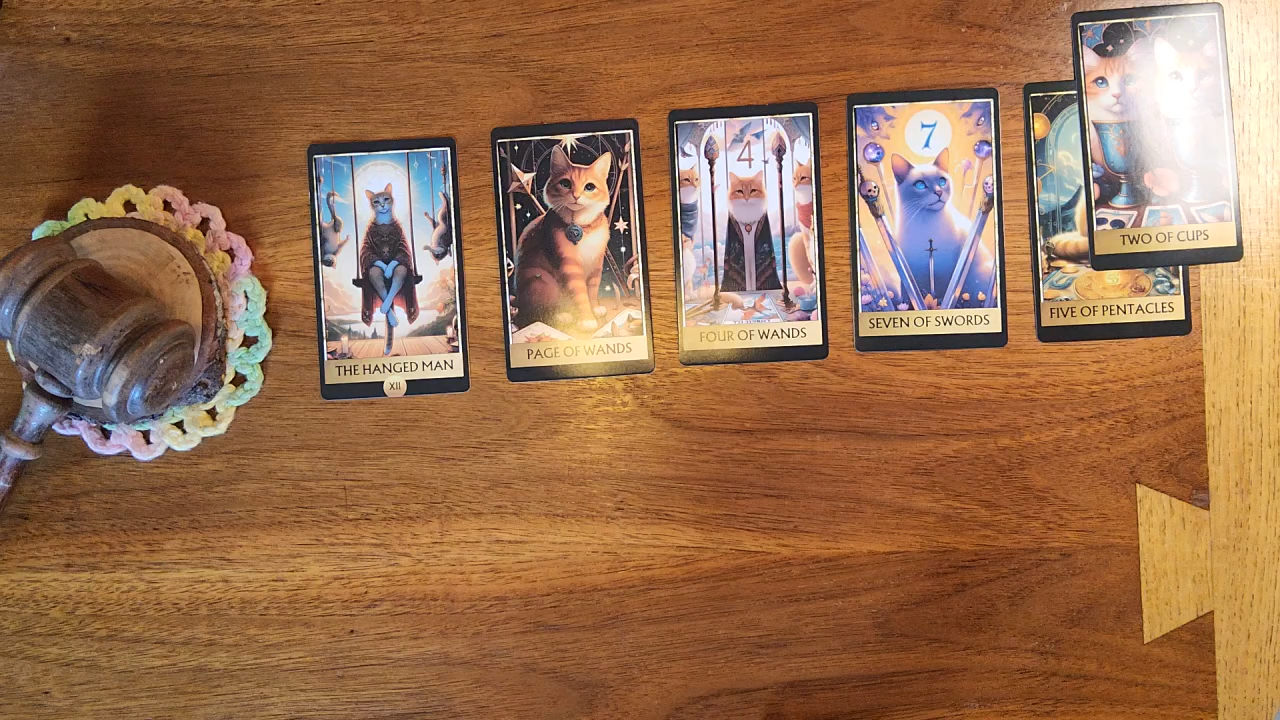 THE HANGED MAN
XII
PAGE OF WANDS
4
FOUR OF WANDS
7
SEVEN OF SWORDS
FIVE OF PENTACLES
TWO OF CUPS